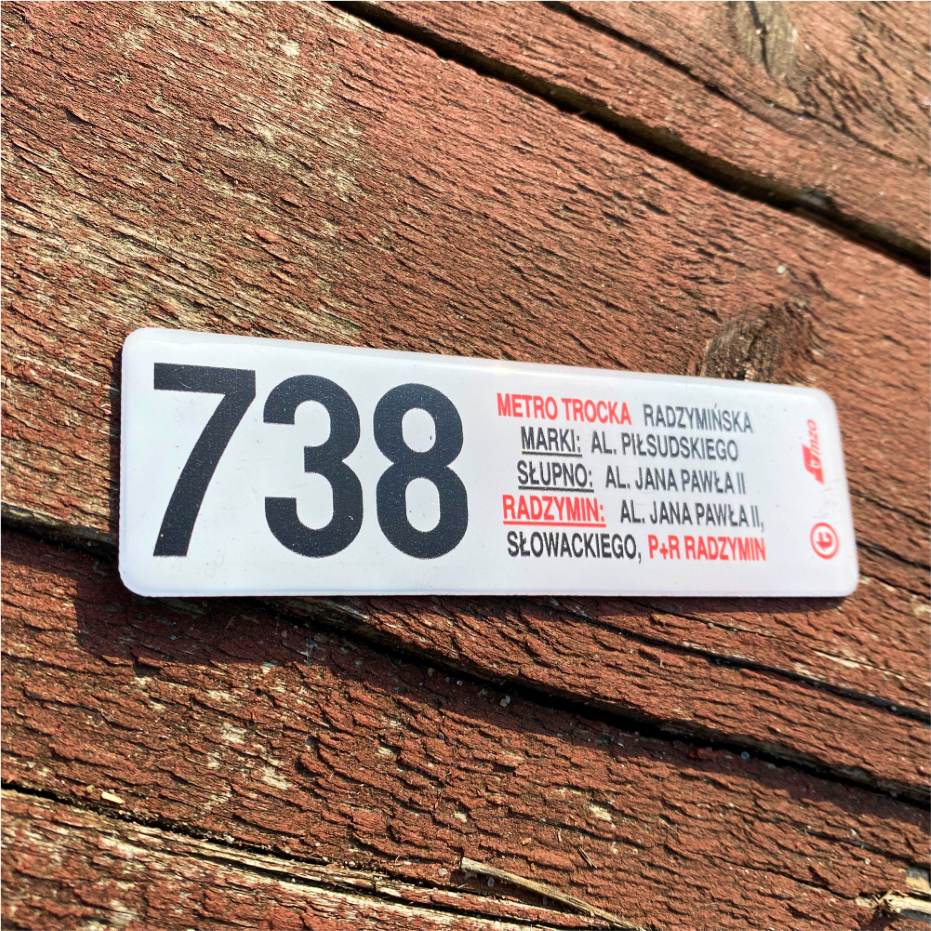 738
METRO TROCKA RADZYMIŃSKA
MARKI: AL. PIŁSUDSKIEGO
SŁUPNO: AL. JANA PAWŁA II
RADZYMIN: AL. JANA PAWŁA II,
SŁOWACKIEGO, P+R RADZYMIN
mza
t